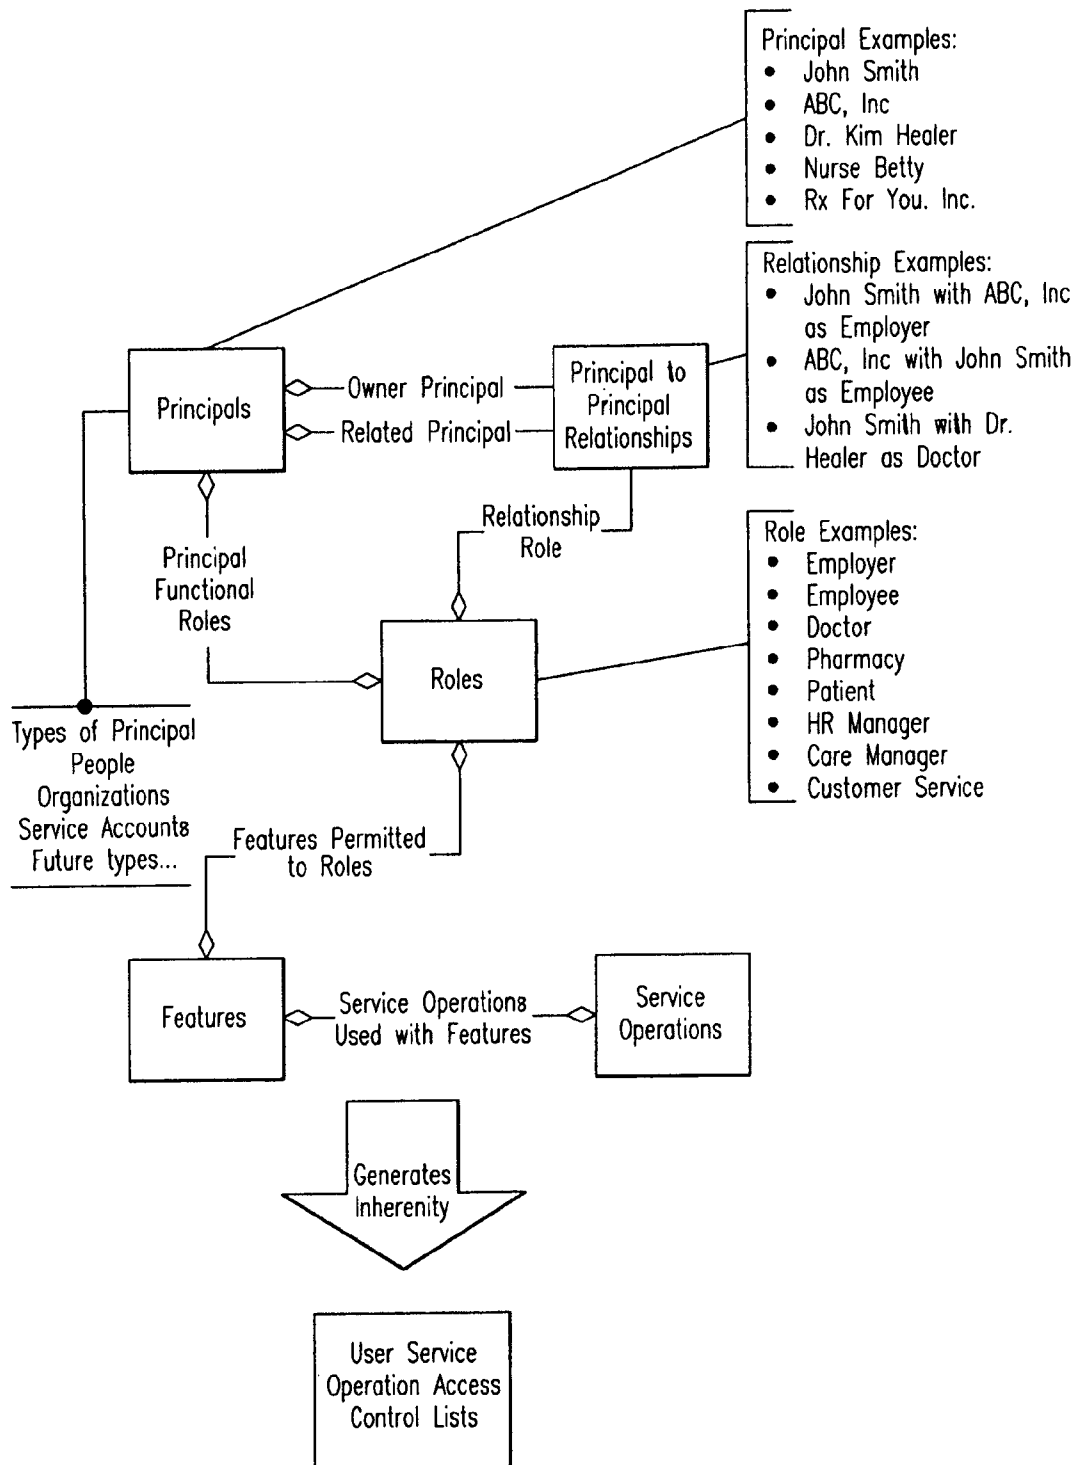 Principal Examples:
• John Smith
• ABC, Inc
• Dr. Kim Healer
• Nurse Betty
• Rx For You. Inc.
Relationship Examples:
• John Smith with ABC, Inc
as Employer
• ABC, Inc with John Smith
as Employee
• John Smith with Dr.
Healer as Doctor
Principals
Owner Principal
Related Principal
Principal to
Principal
Relationships
Relationship
Role
Principal
Functional
Roles
Role Examples:
• Employer
• Employee
• Doctor
• Pharmacy
• Patient
• HR Manager
• Care Manager
• Customer Service
Roles
Types of Principal
People
Organizations
Service Accounts
Future types...
Features Permitted
to Roles
Features
Service Operations
Used with Features
Service
Operations
Generates
Inherenity
User Service
Operation Access
Control Lists